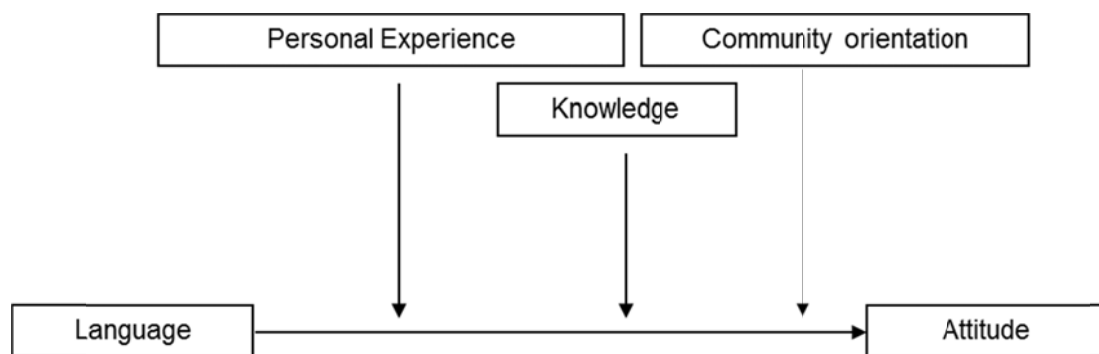 Personal Experience
Community orientation
Knowledge
Language
Attitude